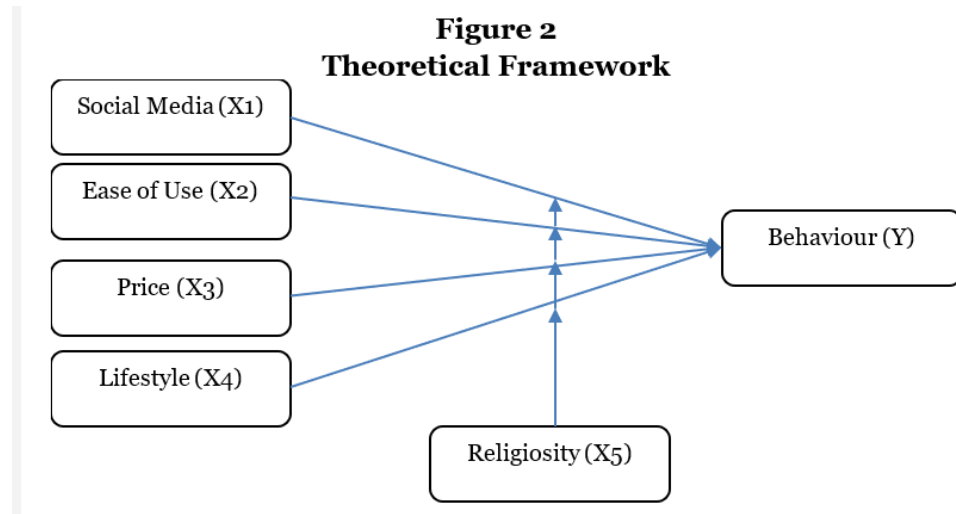 Figure 2
Theoretical Framework
Social Media (X1)
Ease of Use (X2)
Price (X3)
Lifestyle (X4)
Behaviour (Y)
Religiosity (X5)